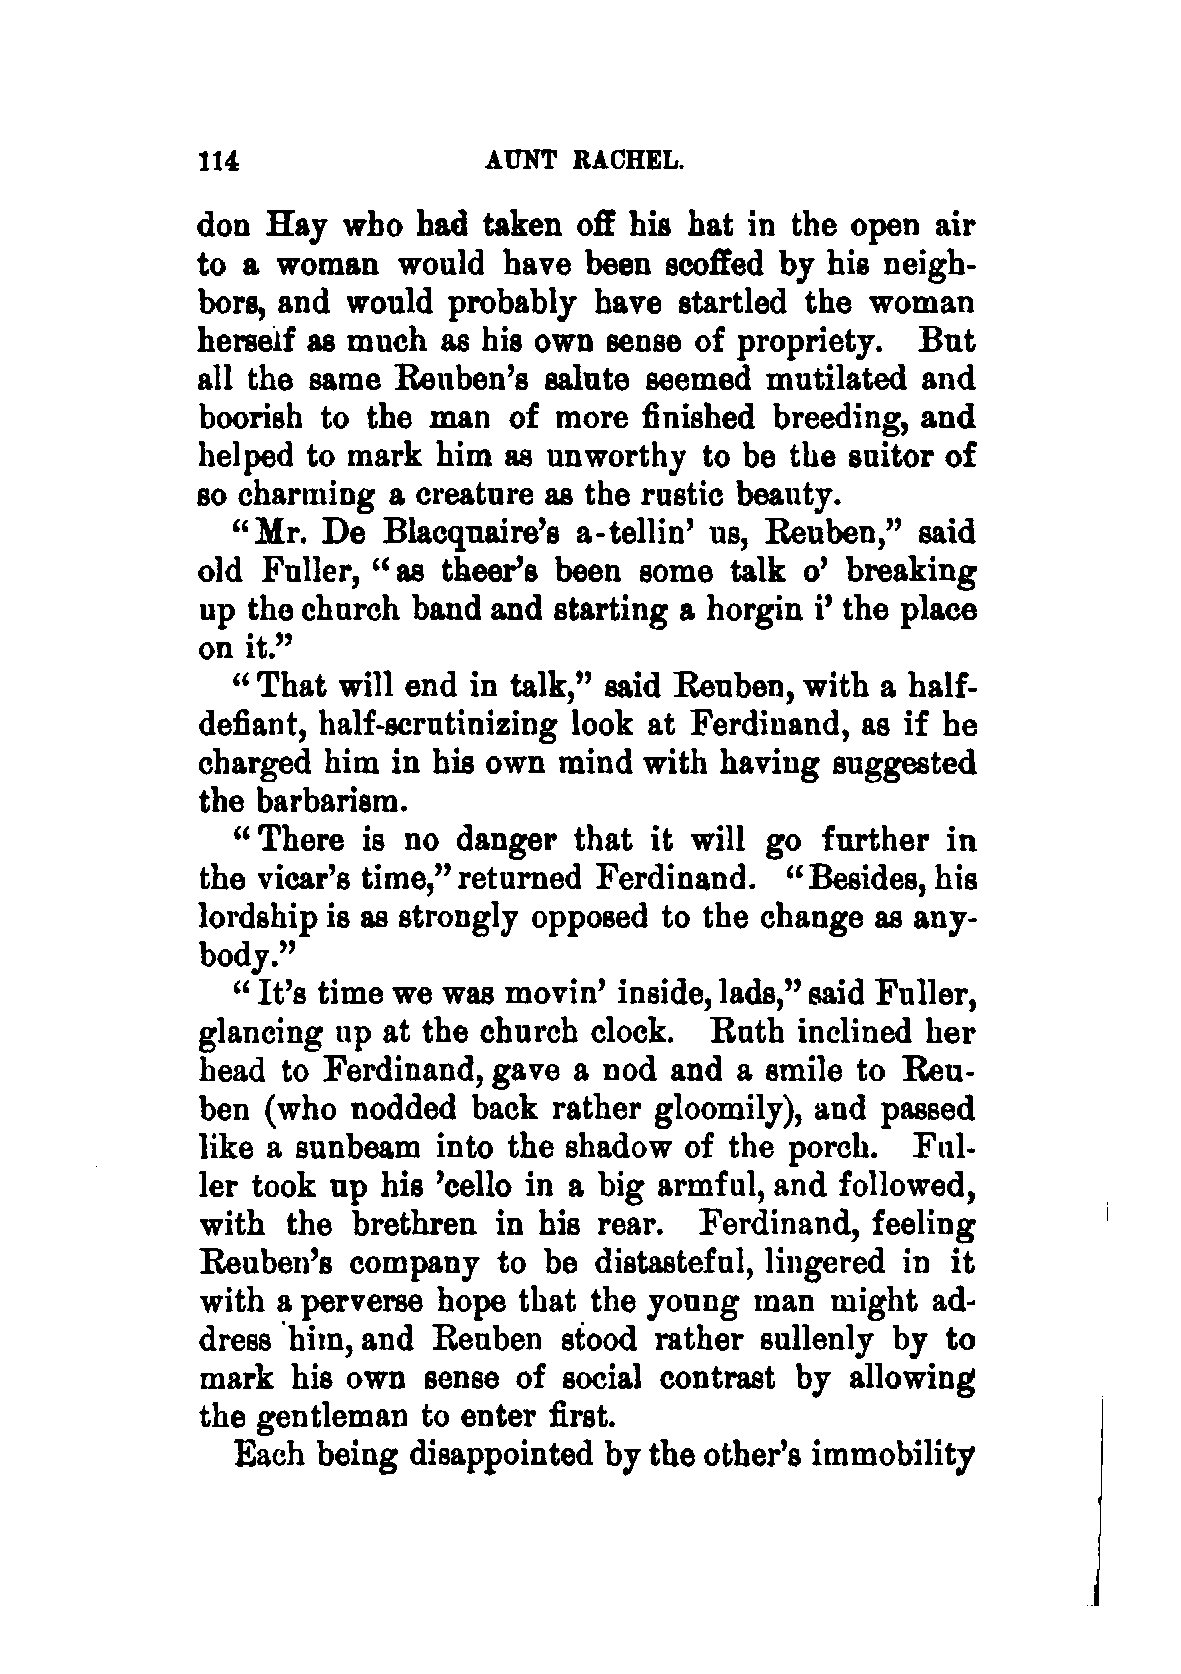 114 AUNT RACHEL.
don Hay who had taken off his hat in the open air
to a woman would have been scoffed by his neigh-
bors, and would probably have startled the woman
herself as much as his own sense of propriety. But
all the same Reuben's salute seemed mutilated and
boorish to the man of more finished breeding, and
helped to mark him as unworthy to be the suitor of
so charming a creature as the rustic beauty.
"Mr. De Blacquaire's a-tellin' us, Reuben," said
old Fuller, "as theer's been some talk o' breaking
up the church band and starting a horgin i' the place
on it."
"That will end in talk," said Reuben, with a half-
defiant, half-scrutinizing look at Ferdinand, as if he
charged him in his own mind with having suggested
the barbarism.
"There is no danger that it will go further in
the vicar's time," returned Ferdinand. "Besides, his
lordship is as strongly opposed to the change as any-
body."
"It's time we was movin' inside, lads," said Fuller,
glancing up at the church clock. Ruth inclined her
head to Ferdinand, gave a nod and a smile to Reu-
ben (who nodded back rather gloomily), and passed
like a sunbeam into the shadow of the porch. Ful-
ler took up his 'cello in a big armful, and followed,
with the brethren in his rear. Ferdinand, feeling
Reuben's company to be distasteful, lingered in it
with a perverse hope that the young man might ad-
dress him, and Reuben stood rather sullenly by to
mark his own sense of social contrast by allowing
the gentleman to enter first.
Each being disappointed by the other's immobility